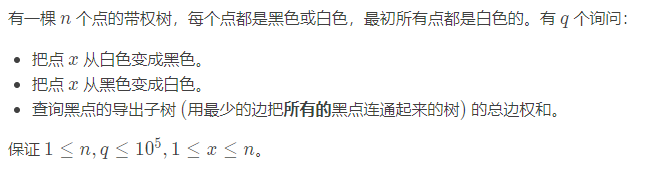 有一棵 n 个点的带权树，每个点都是黑色或白色，最初所有点都是白色的。有 q 个询问：
• 把点 x 从白色变成黑色。
• 把点 x 从黑色变成白色。
• 查询黑点的导出子树 (用最少的边把所有的黑点连通起来的树) 的总边权和。
保证 1 ≤ n, q ≤ 10⁵, 1 ≤ x ≤ n。